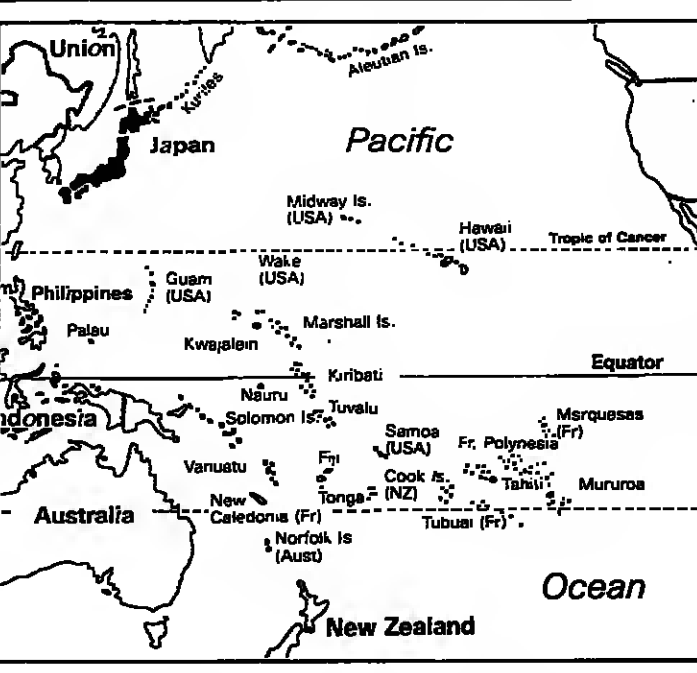 Union
Aleutian Is.
Kuriles
Japan
Pacific
Midway Is.
(USA)
Hawaii
(USA)
Tropic of Cancer
Wake
(USA)
Guam
(USA)
Philippines
Palau
Marshall Is.
Kwajalein
Equator
Kiribati
Nauru
Tuvalu
ndonesia
Solomon Is.
Msrquesas
(Fr)
Samoa
(USA)
Fr. Polynesia
Vanuatu
Fiji
Cook Is.
(NZ)
Tahiti
Mururoa
Tonga
New
Caledonia (Fr)
Tubuai (Fr)
Australia
Norfolk Is
(Aust)
Ocean
New Zealand